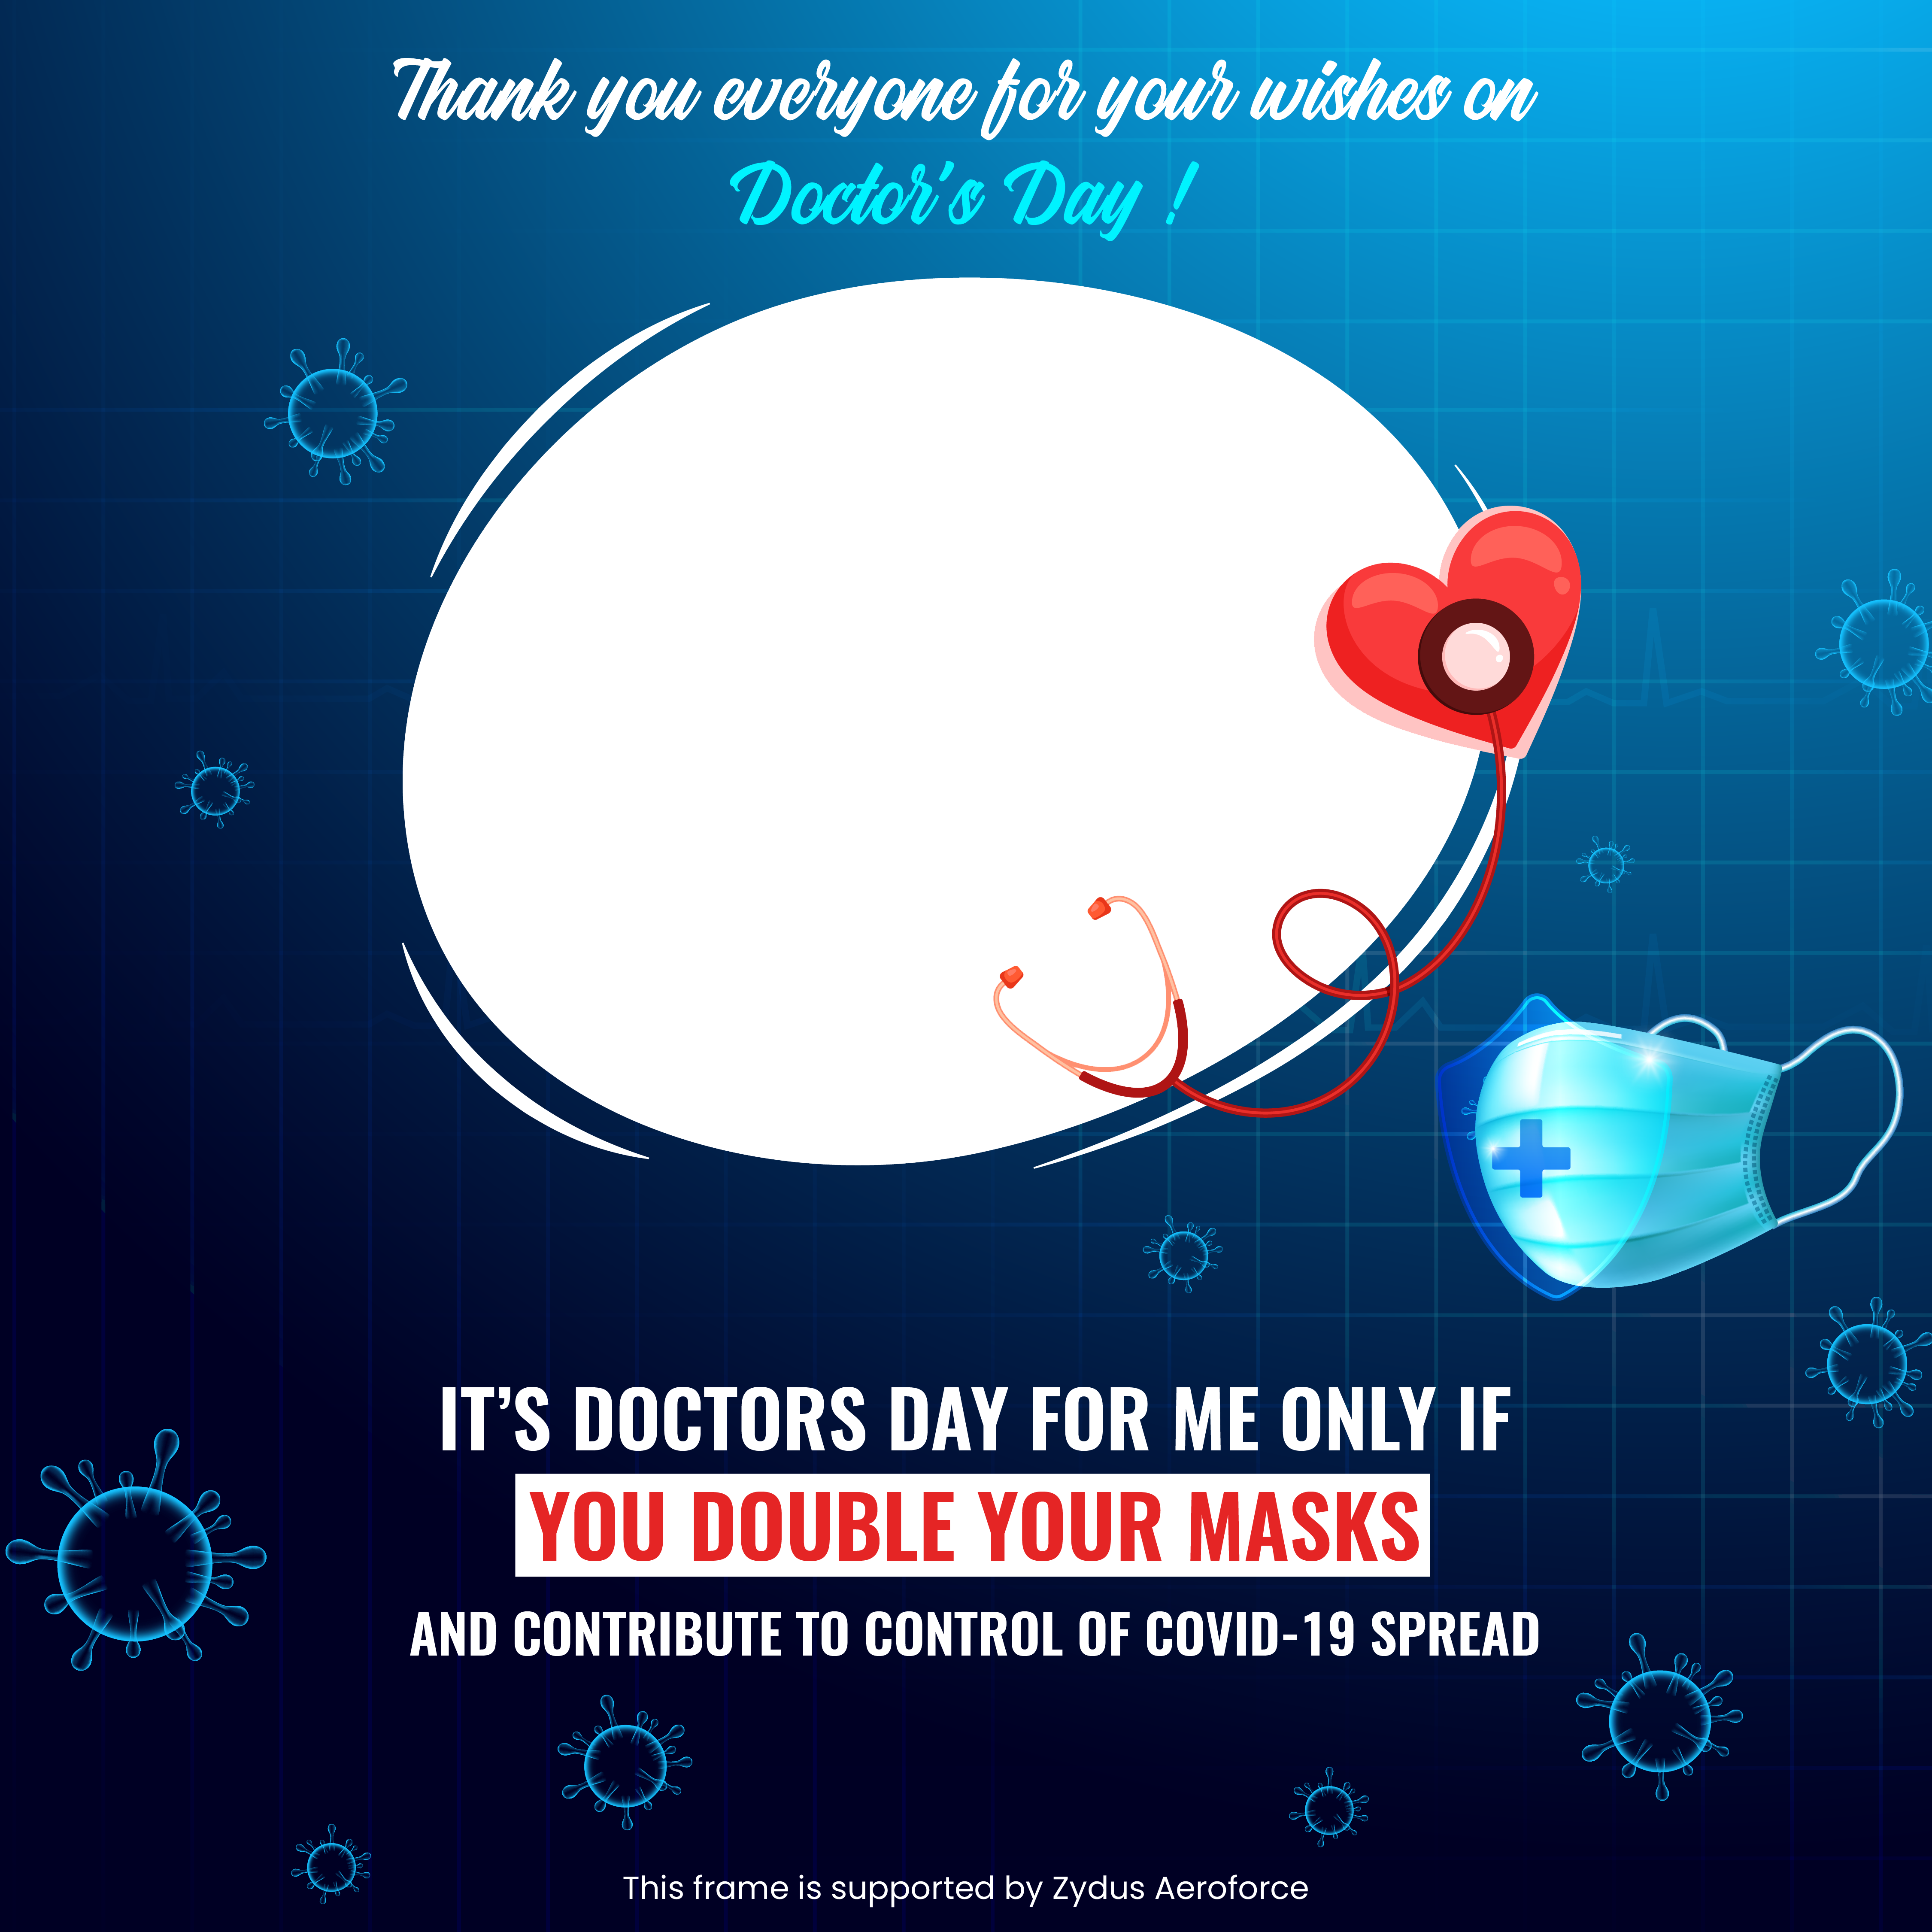 Thank you everyone for your wishes on
Doctor's Day !
IT'S DOCTORS DAY FOR ME ONLY IF
YOU DOUBLE YOUR MASKS
AND CONTRIBUTE TO CONTROL OF COVID-19 SPREAD
This frame is supported by Zydus Aeroforce